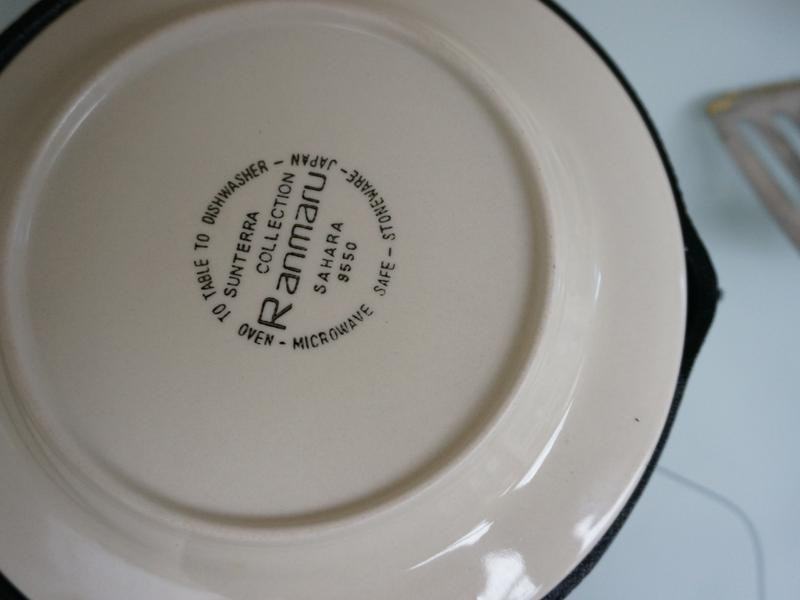 OVEN TO TABLE TO DISHWASHER - JAPAN
SUNTERRA
COLLECTION
Ranmaru
SAHARA
9550
STONEWARE - SAFE MICROWAVE -